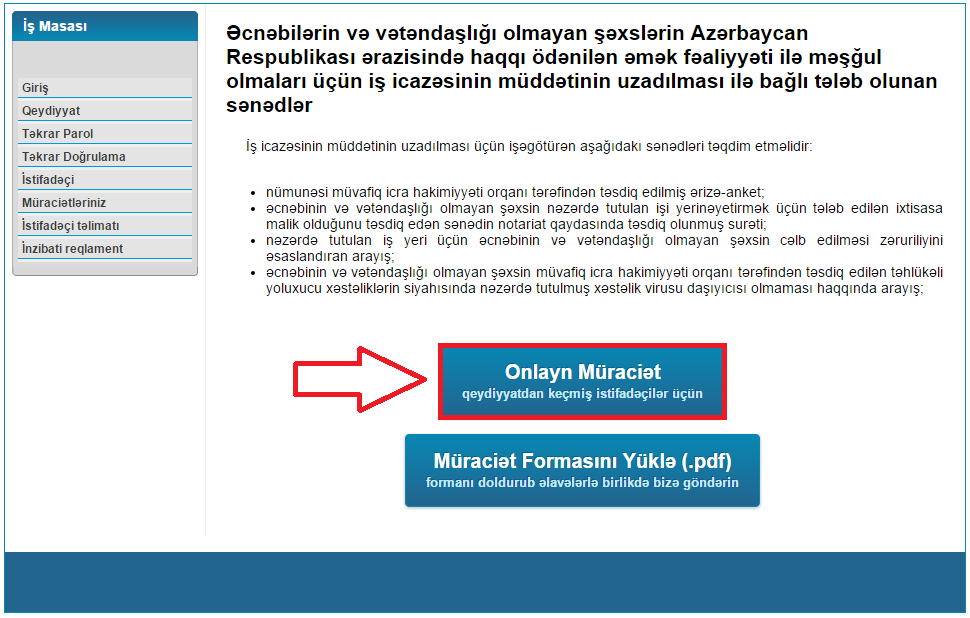 İş Masası
Giriş
Qeydiyyat
Təkrar Parol
Təkrar Doğrulama
İstifadəçi
Müraciətləriniz
İstifadəçi təlimatı
İnzibati reqlament
Əcnəbilərin və vətəndaşlığı olmayan şəxslərin Azərbaycan
Respublikası ərazisində haqqı ödənilən əmək fəaliyyəti ilə məşğul
olmaları üçün iş icazəsinin müddətinin uzadılması ilə bağlı tələb olunan
sənədlər
İş icazəsinin müddətinin uzadılması üçün işəgötürən aşağıdakı sənədləri təqdim etməlidir:
• nümunəsi müvafiq icra hakimiyyəti orqanı tərəfindən təsdiq edilmiş ərizə-anket;
• əcnəbinin və vətəndaşlığı olmayan şəxsin nəzərdə tutulan işi yerinəyetirmək üçün tələb edilən ixtisasa
malik olduğunu təsdiq edən sənədin notariat qaydasında təsdiq olunmuş surəti;
• nəzərdə tutulan iş yeri üçün əcnəbinin və vətəndaşlığı olmayan şəxsin cəlb edilməsi zəruriliyini
əsaslandıran arayış;
• əcnəbinin və vətəndaşlığı olmayan şəxsin müvafiq icra hakimiyyəti orqanı tərəfindən təsdiq edilən təhlükəli
yoluxucu xəstəliklərin siyahısında nəzərdə tutulmuş xəstəlik virusu daşıyıcısı olmaması haqqında arayış;
Onlayn Müraciət
qeydiyyatdan keçmiş istifadəçilər üçün
Müraciət Formasını Yüklə (.pdf)
formanı doldurub əlavələrlə birlikdə bizə göndərin